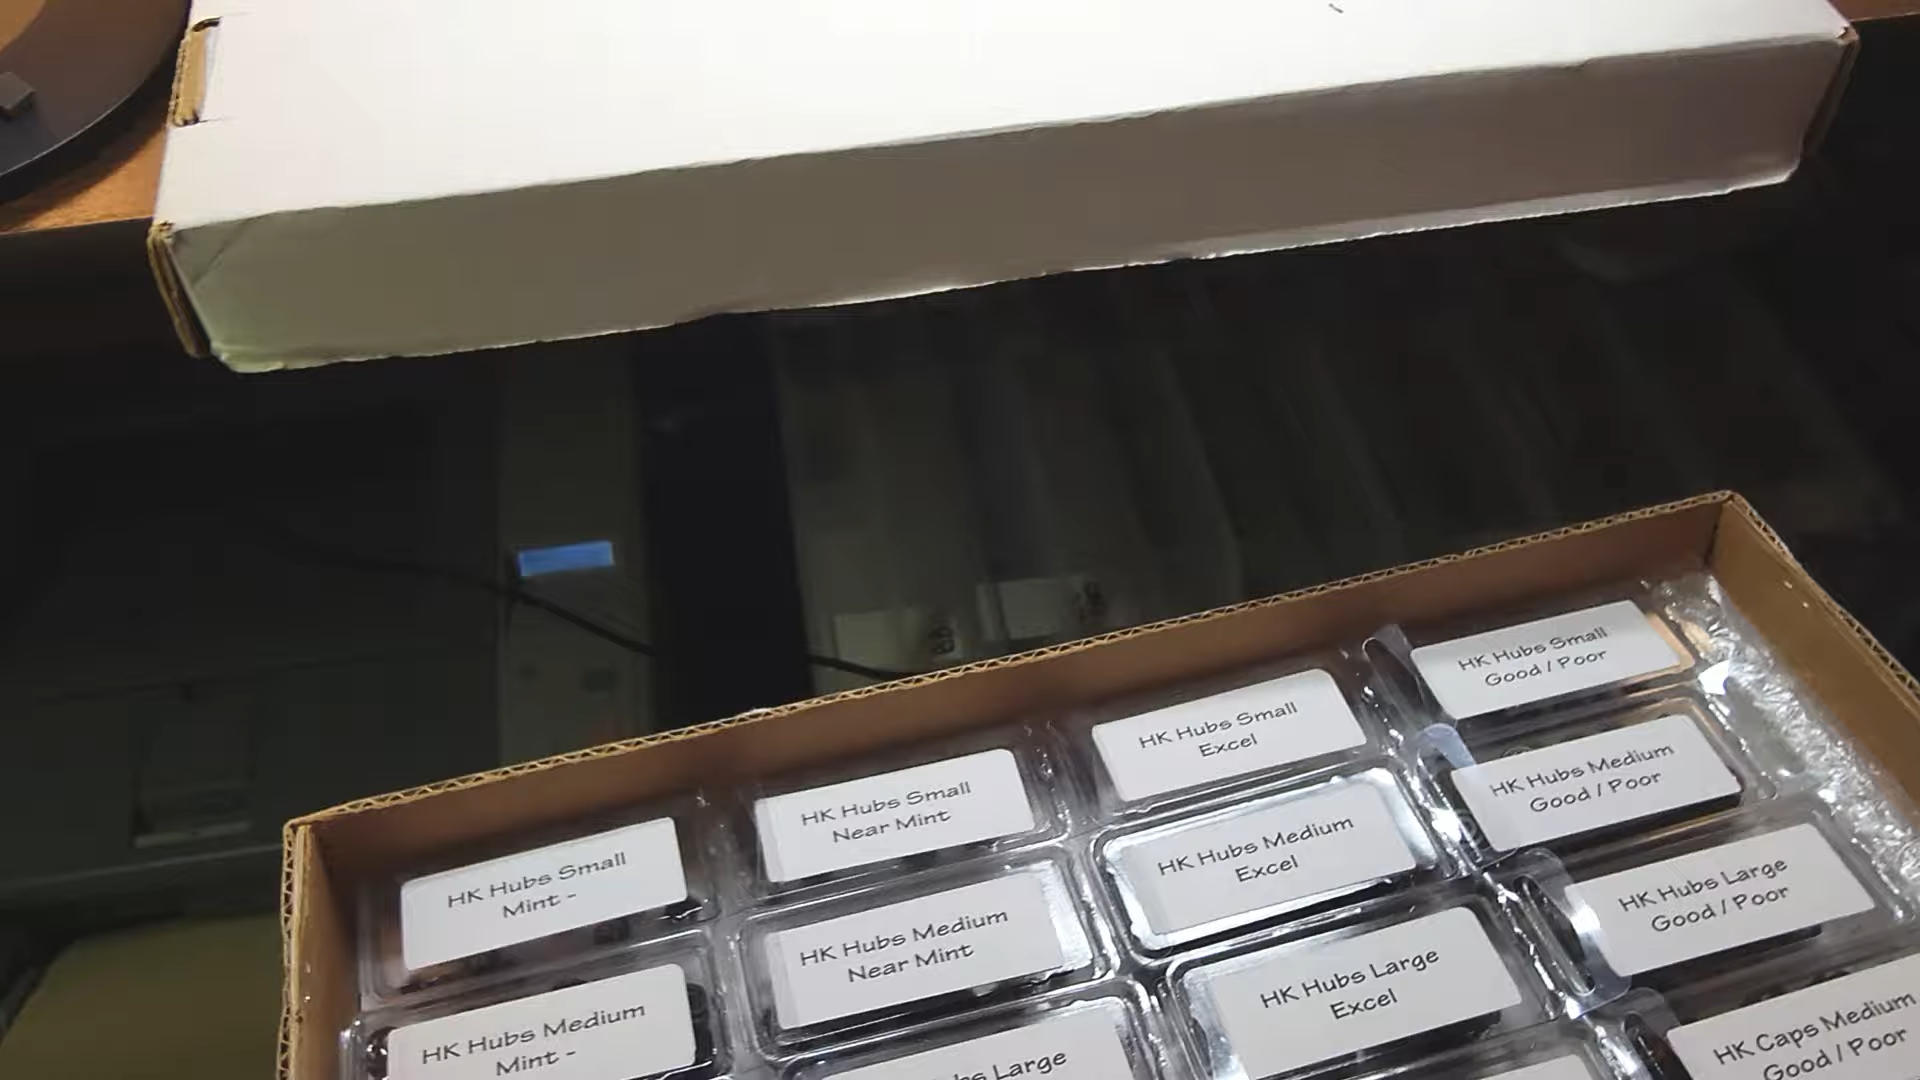 HK Hubs Small
Mint -
HK Hubs Small
Near Mint
HK Hubs Small
Excel
HK Hubs Small
Good / Poor
HK Hubs Medium
Mint -
HK Hubs Medium
Near Mint
HK Hubs Medium
Excel
HK Hubs Medium
Good / Poor
Large
HK Hubs Large
Excel
HK Hubs Large
Good / Poor
HK Caps Medium
Good / Poor